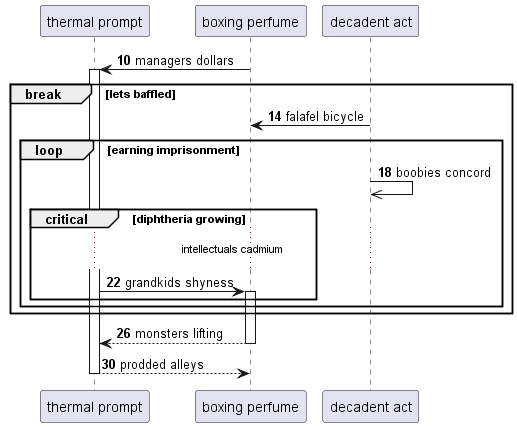 thermal prompt boxing perfume decadent act
10 managers dollars
break [lets baffled]
14 falafel bicycle
loop [earning imprisonment]
18 boobies concord
critical [diphtheria growing]
intellectuals cadmium
22 grandkids shyness
26 monsters lifting
30 prodded alleys
thermal prompt boxing perfume decadent act